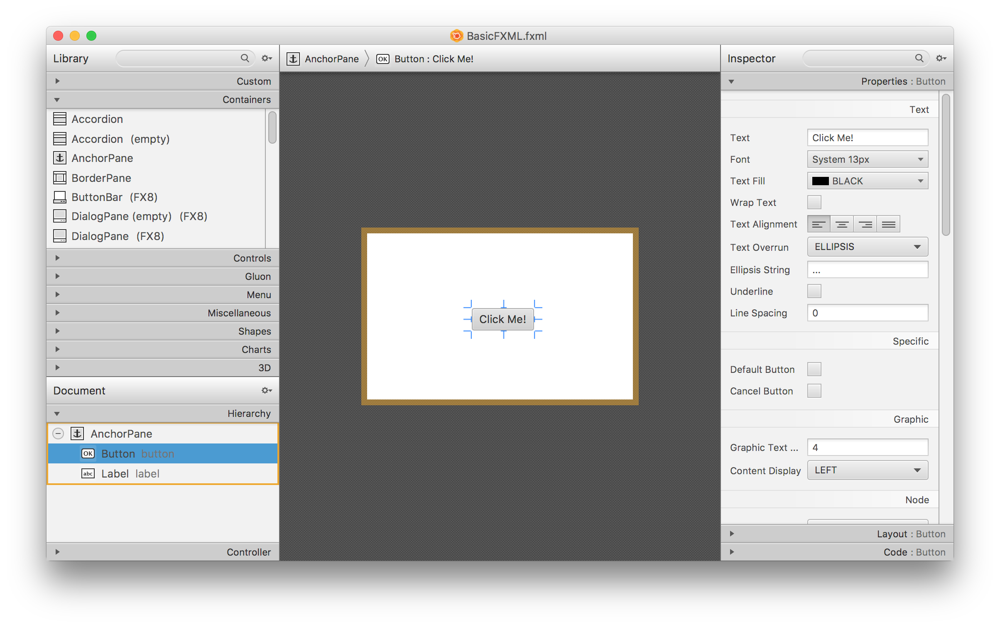 BasicFXML.fxml
Library
Custom
Containers
Accordion
Accordion (empty)
AnchorPane
BorderPane
ButtonBar (FX8)
DialogPane (empty) (FX8)
DialogPane (FX8)
Controls
Gluon
Menu
Miscellaneous
Shapes
Charts
3D
Document
Hierarchy
AnchorPane
OK Button button
abc Label label
Controller
AnchorPane OK Button : Click Me!
Click Me!
Inspector
Properties : Button
Text
Text Click Me!
Font System 13px
Text Fill BLACK
Wrap Text
Text Alignment
Text Overrun ELLIPSIS
Ellipsis String ...
Underline
Line Spacing 0
Specific
Default Button
Cancel Button
Graphic
Graphic Text ... 4
Content Display LEFT
Node
Layout : Button
Code : Button